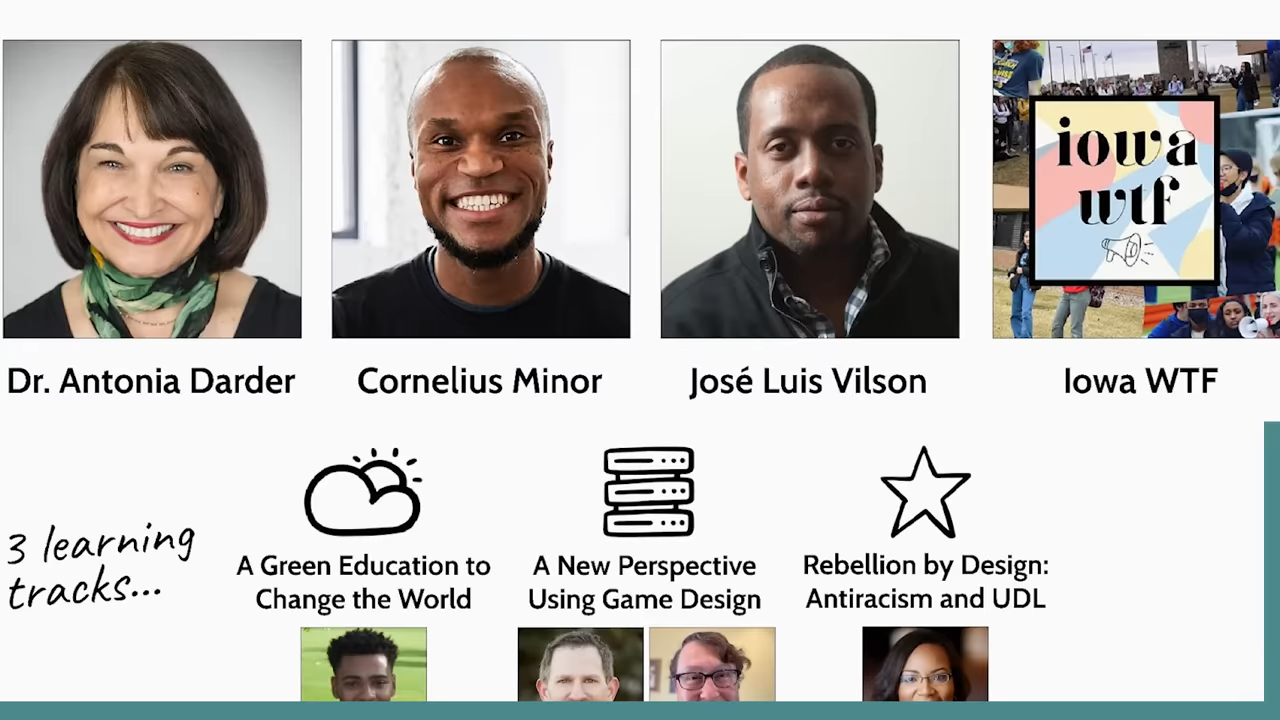 iowa
wtf
Dr. Antonia Darder
Cornelius Minor
José Luis Vilson
Iowa WTF
3 learning
tracks...
A Green Education to
Change the World
A New Perspective
Using Game Design
Rebellion by Design:
Antiracism and UDL